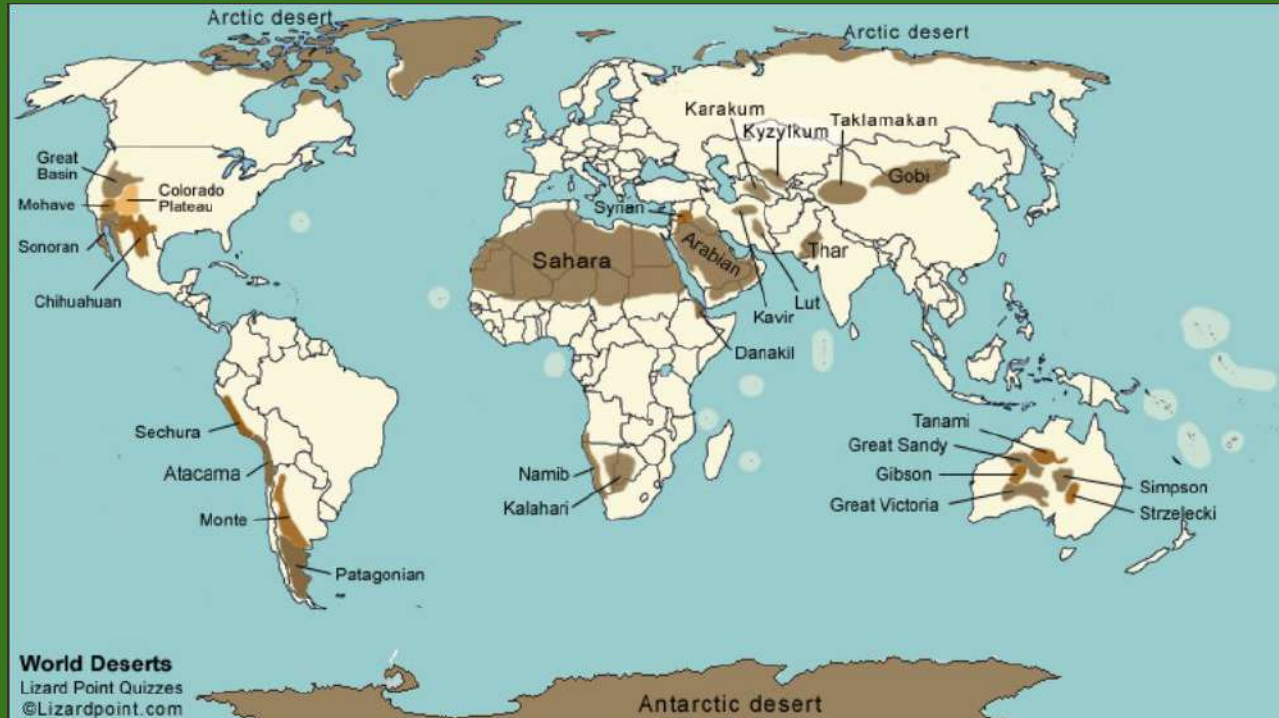 Arctic desert
Arctic desert
Karakum
Taklamakan
Kyzylkum
Great
Basin
Gobi
Colorado
Plateau
Mohave
Syrian
Sonoran
Arabian
Thar
Sahara
Chihuahuan
Lut
Kavir
Danakil
Sechura
Tanami
Great Sandy
Atacama
Namib
Gibson
Simpson
Kalahari
Great Victoria
Strzelecki
Monte
Patagonian
World Deserts
Lizard Point Quizzes
©Lizardpoint.com
Antarctic desert